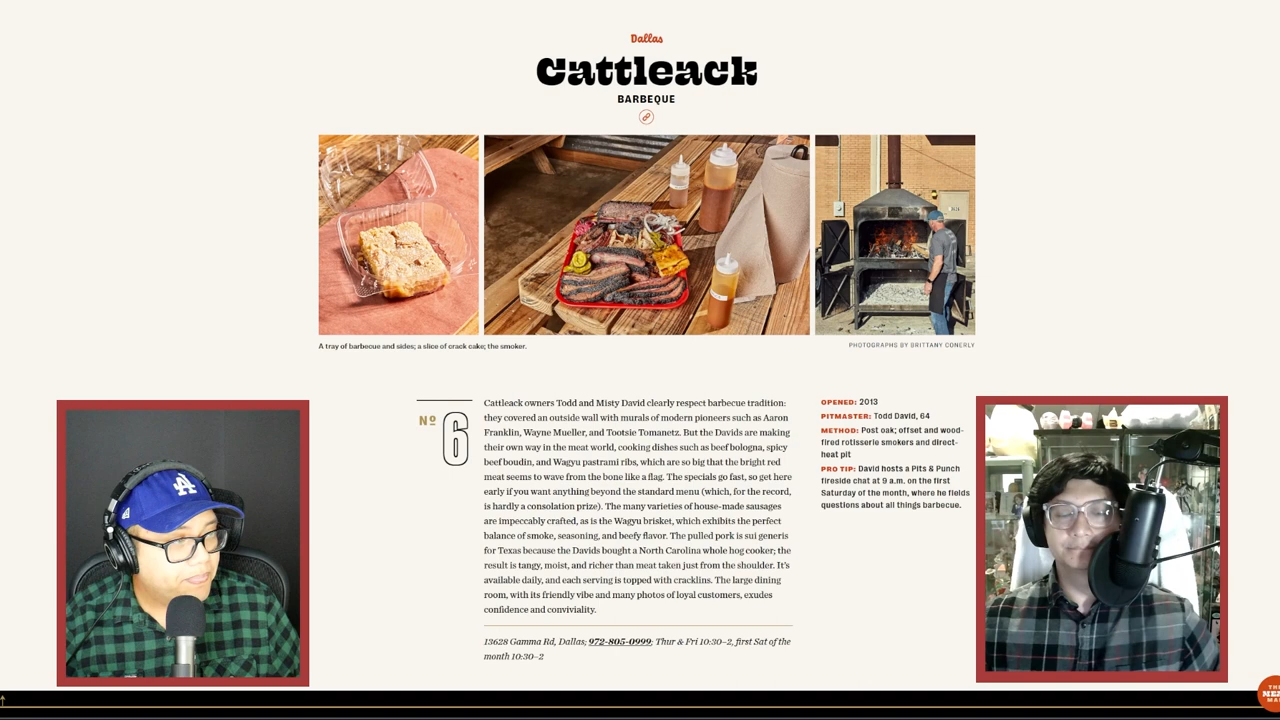 Dallas
Cattleack
BARBEQUE
A tray of barbecue and sides; a slice of crack cake; the smoker.
PHOTOGRAPHS BY BRITTANY CONERLY
Nº 6
Cattleack owners Todd and Misty David clearly respect barbecue tradition:
they covered an outside wall with murals of modern pioneers such as Aaron
Franklin, Wayne Mueller, and Tootsie Tomanetz. But the Davids are making
their own way in the meat world, cooking dishes such as beef bologna, spicy
beef boudin, and Wagyu pastrami ribs, which are so big that the bright red
meat seems to wave from the bone like a flag. The specials go fast, so get here
early if you want anything beyond the standard menu (which, for the record,
is hardly a consolation prize). The many varieties of house-made sausages
are impeccably crafted, as is the Wagyu brisket, which exhibits the perfect
balance of smoke, seasoning, and beefy flavor. The pulled pork is sui generis
for Texas because the Davids bought a North Carolina whole hog cooker; the
result is tangy, moist, and richer than meat taken just from the shoulder. It's
available daily, and each serving is topped with cracklins. The large dining
room, with its friendly vibe and many photos of loyal customers, exudes
confidence and conviviality.
13628 Gamma Rd, Dallas; 972-805-0999; Thur & Fri 10:30–2, first Sat of the
month 10:30–2
OPENED: 2013
PITMASTER: Todd David, 64
METHOD: Post oak; offset and wood-
fired rotisserie smokers and direct-
heat pit
PRO TIP: David hosts a Pits & Punch
fireside chat at 9 a.m. on the first
Saturday of the month, where he fields
questions about all things barbecue.
LA